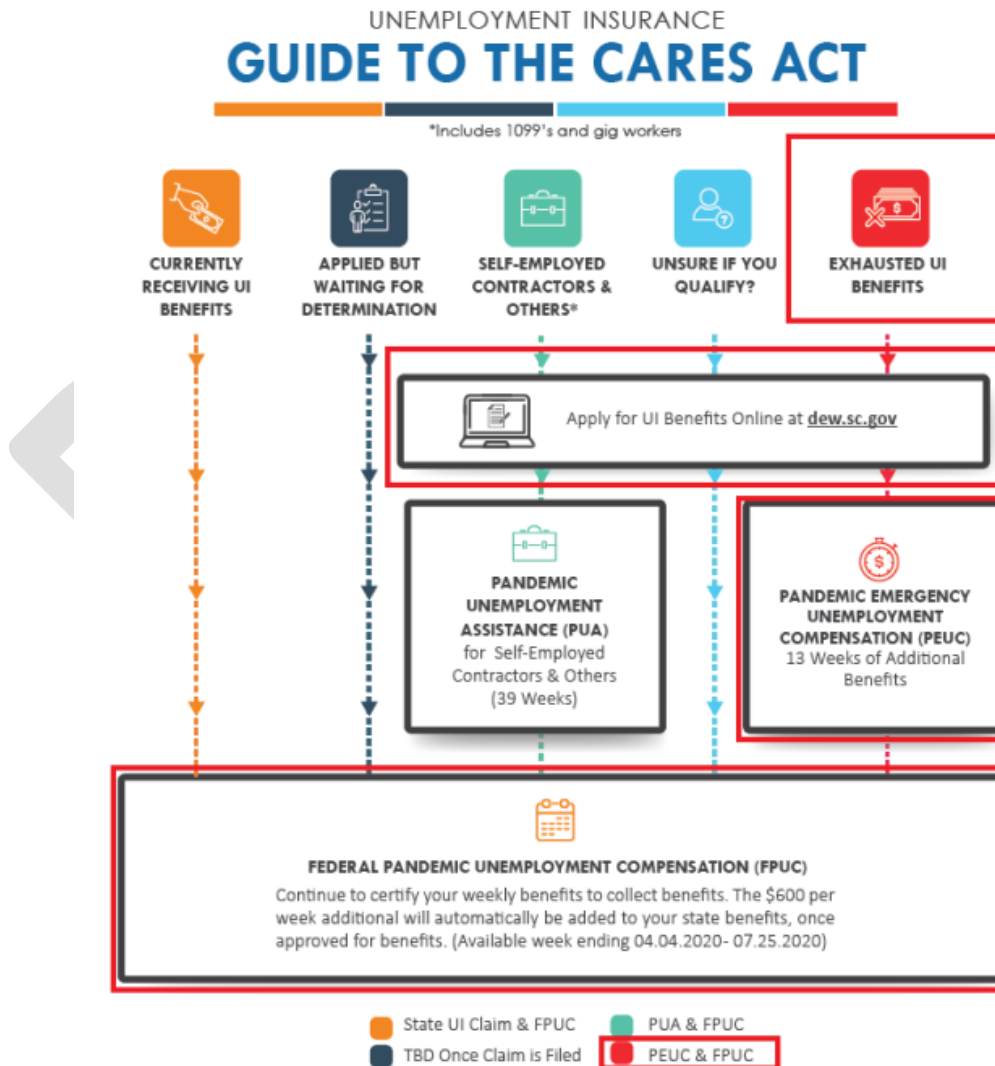 UNEMPLOYMENT INSURANCE
GUIDE TO THE CARES ACT
*Includes 1099's and gig workers
CURRENTLY
RECEIVING UI
BENEFITS
APPLIED BUT
WAITING FOR
DETERMINATION
SELF-EMPLOYED
CONTRACTORS &
OTHERS*
UNSURE IF YOU
QUALIFY?
EXHAUSTED UI
BENEFITS
Apply for UI Benefits Online at dew.sc.gov
PANDEMIC
UNEMPLOYMENT
ASSISTANCE (PUA)
for Self-Employed
Contractors & Others
(39 Weeks)
PANDEMIC EMERGENCY
UNEMPLOYMENT
COMPENSATION (PEUC)
13 Weeks of Additional
Benefits
FEDERAL PANDEMIC UNEMPLOYMENT COMPENSATION (FPUC)
Continue to certify your weekly benefits to collect benefits. The $600 per
week additional will automatically be added to your state benefits, once
approved for benefits. (Available week ending 04.04.2020- 07.25.2020)
State UI Claim & FPUC
PUA & FPUC
TBD Once Claim is Filed
PEUC & FPUC